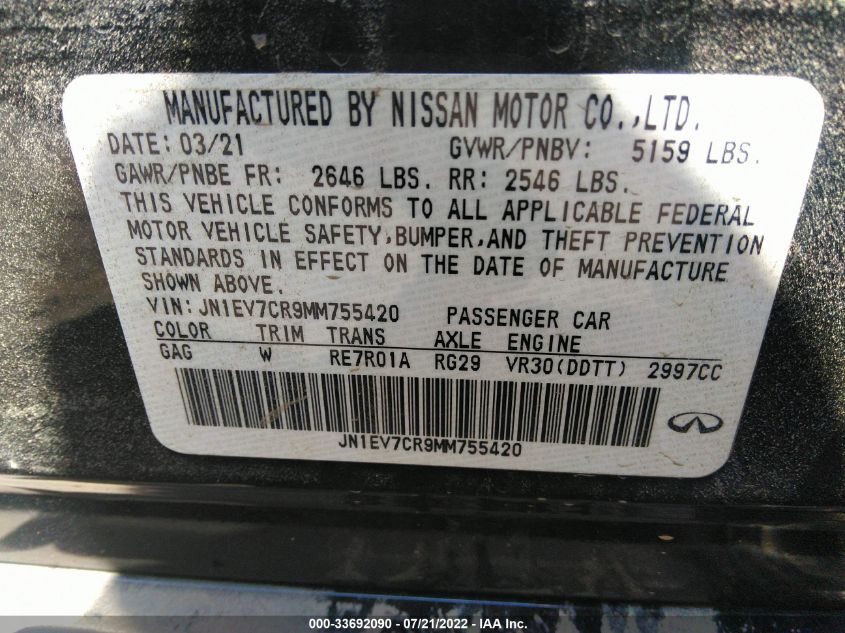 MANUFACTURED BY NISSAN MOTOR CO.,LTD.
DATE: 03/21 GVWR/PNBV: 5159 LBS.
GAWR/PNBE FR: 2646 LBS. RR: 2546 LBS.
THIS VEHICLE CONFORMS TO ALL APPLICABLE FEDERAL
MOTOR VEHICLE SAFETY,BUMPER,AND THEFT PREVENTION
STANDARDS IN EFFECT ON THE DATE OF MANUFACTURE
SHOWN ABOVE.
VIN:JN1EV7CR9MM755420 PASSENGER CAR
COLOR TRIM TRANS AXLE ENGINE
GAG W RE7R01A RG29 VR30(DDTT) 2997CC
JN1EV7CR9MM755420
000-33692090 - 07/21/2022 - IAA Inc.